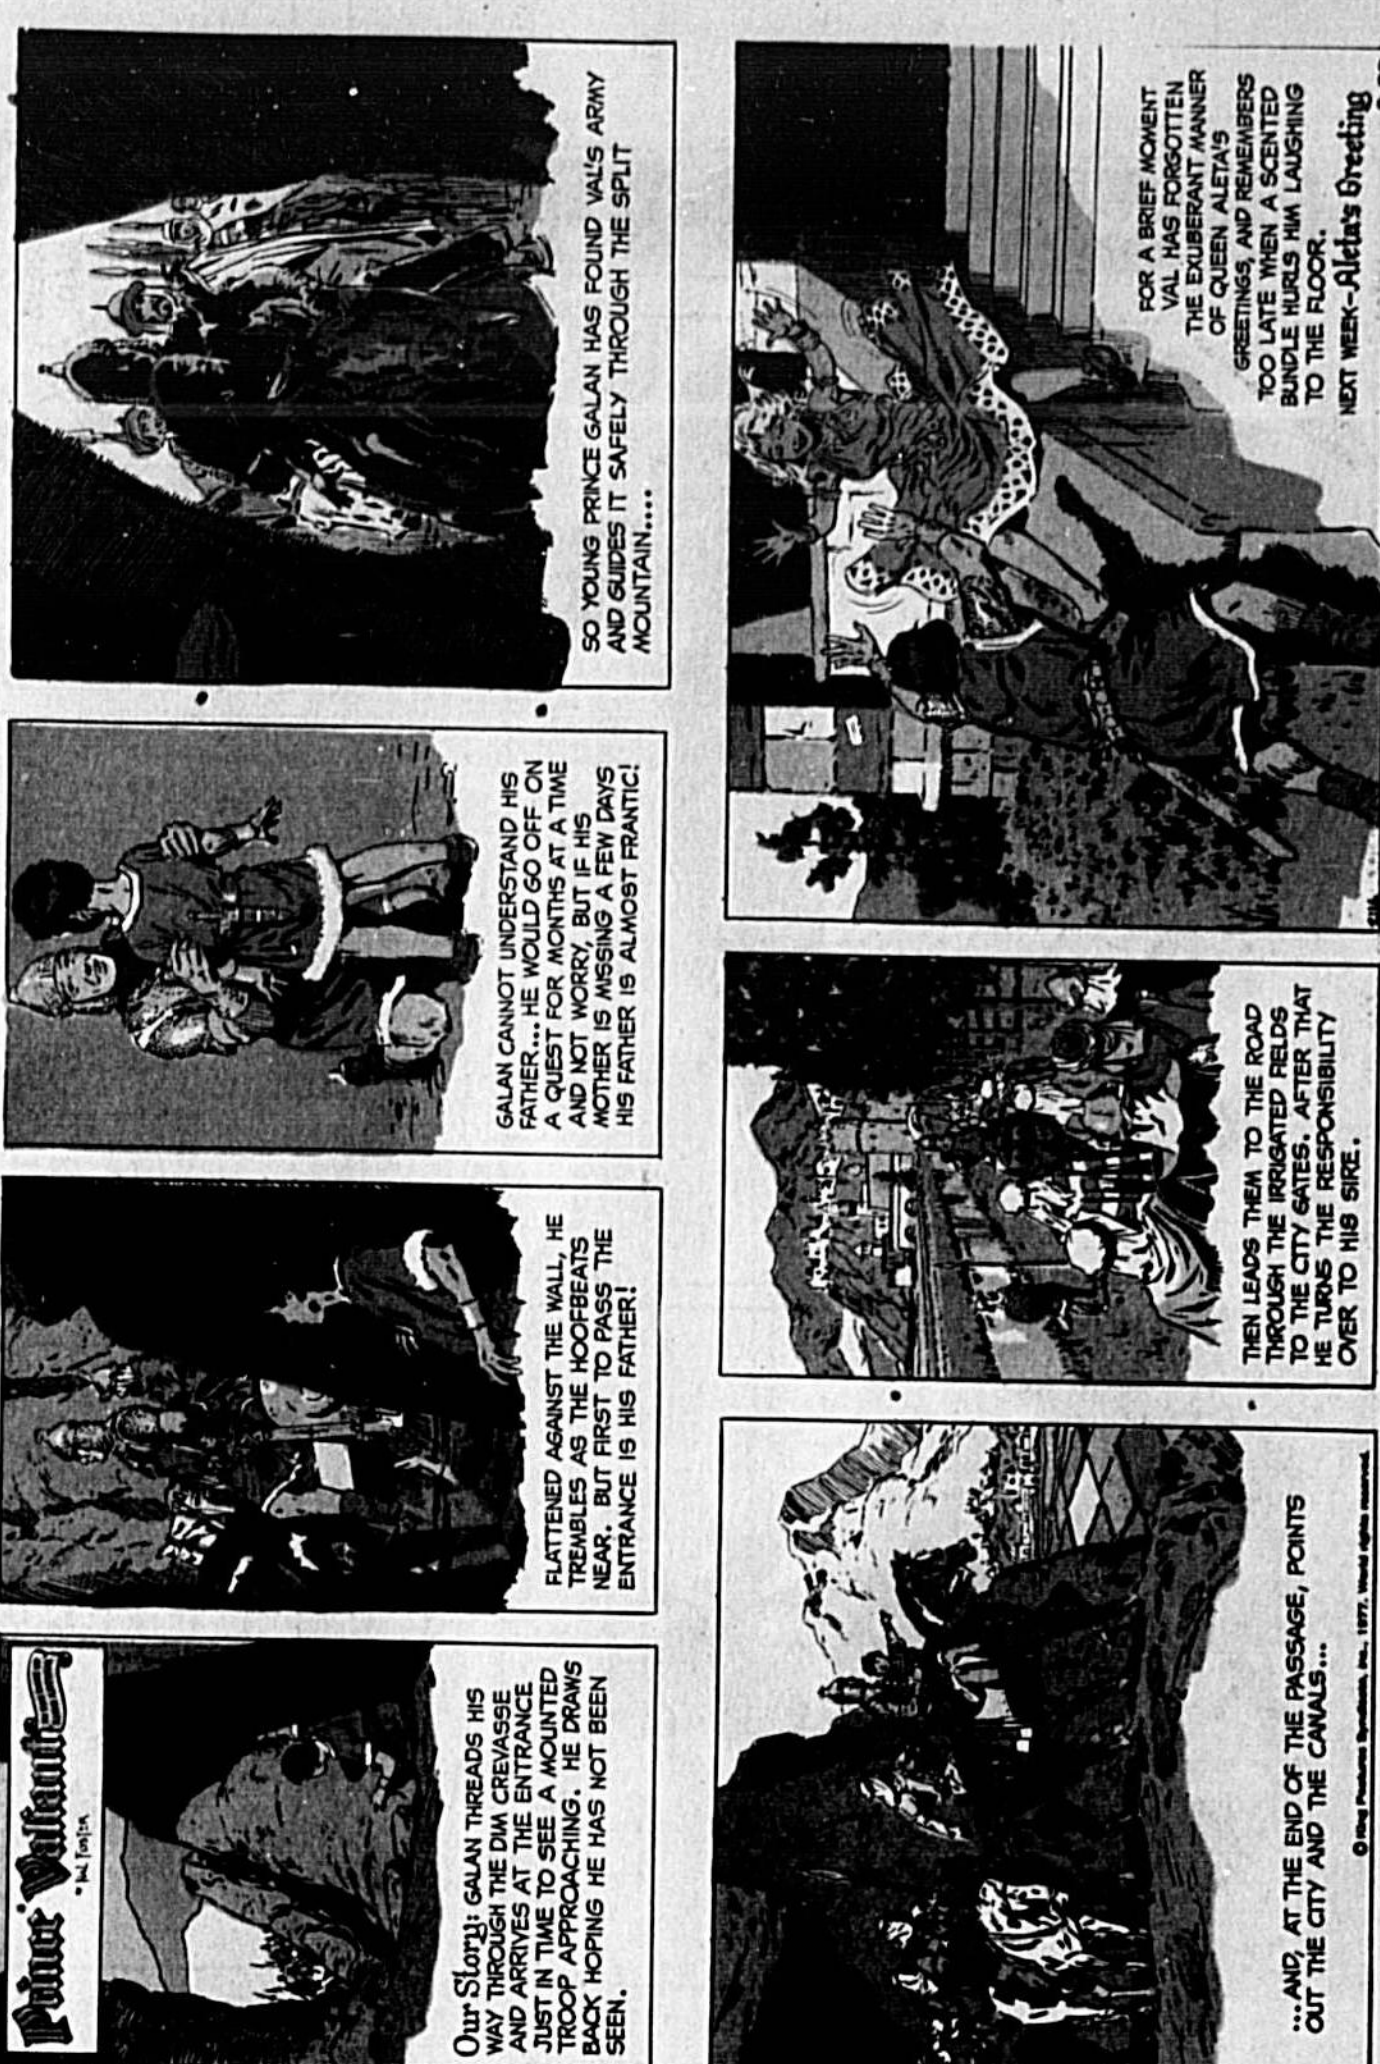 Prince Valiant
Our Story: GALAN THREADS HIS
WAY THROUGH THE DIM CREVASSE
AND ARRIVES AT THE ENTRANCE
JUST IN TIME TO SEE A MOUNTED
TROOP APPROACHING. HE DRAWS
BACK HOPING HE HAS NOT BEEN
SEEN.
FLATTENED AGAINST THE WALL, HE
TREMBLES AS THE HOOFBEATS
NEAR. BUT FIRST TO PASS THE
ENTRANCE IS HIS FATHER!
GALAN CANNOT UNDERSTAND HIS
FATHER... HE WOULD GO OFF ON
A QUEST FOR MONTHS AT A TIME
AND NOT WORRY, BUT IF HIS
MOTHER IS MISSING A FEW DAYS
HIS FATHER IS ALMOST FRANTIC!
SO YOUNG PRINCE GALAN HAS FOUND VAL'S ARMY
AND GUIDES IT SAFELY THROUGH THE SPLIT
MOUNTAIN....
...AND, AT THE END OF THE PASSAGE, POINTS
OUT THE CITY AND THE CANALS...
© King Features Syndicate, Inc., 1977. World rights reserved.
THEN LEADS THEM TO THE ROAD
THROUGH THE IRRIGATED FIELDS
TO THE CITY GATES. AFTER THAT
HE TURNS THE RESPONSIBILITY
OVER TO HIS SIRE.
FOR A BRIEF MOMENT
VAL HAS FORGOTTEN
THE EXUBERANT MANNER
OF QUEEN ALETA'S
GREETINGS, AND REMEMBERS
TOO LATE WHEN A SCENTED
BUNDLE HURLS HIM LAUGHING
TO THE FLOOR.
NEXT WEEK-Aleta's Greeting